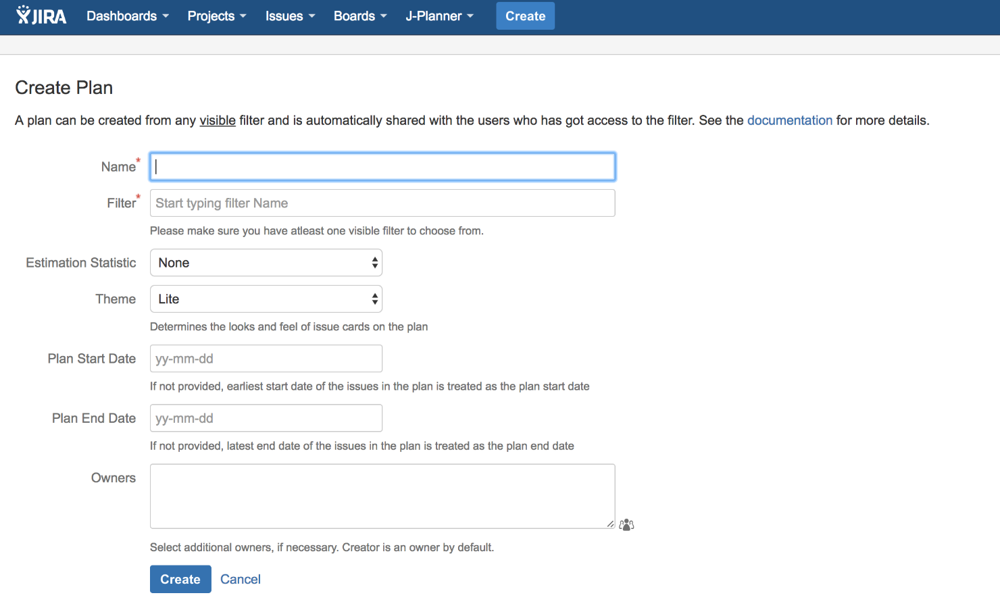 JIRA Dashboards Projects Issues Boards J-Planner Create
Create Plan
A plan can be created from any visible filter and is automatically shared with the users who has got access to the filter. See the documentation for more details.
Name*
Filter* Start typing filter Name
Please make sure you have atleast one visible filter to choose from.
Estimation Statistic None
Theme Lite
Determines the looks and feel of issue cards on the plan
Plan Start Date yy-mm-dd
If not provided, earliest start date of the issues in the plan is treated as the plan start date
Plan End Date yy-mm-dd
If not provided, latest end date of the issues in the plan is treated as the plan end date
Owners
Select additional owners, if necessary. Creator is an owner by default.
Create Cancel